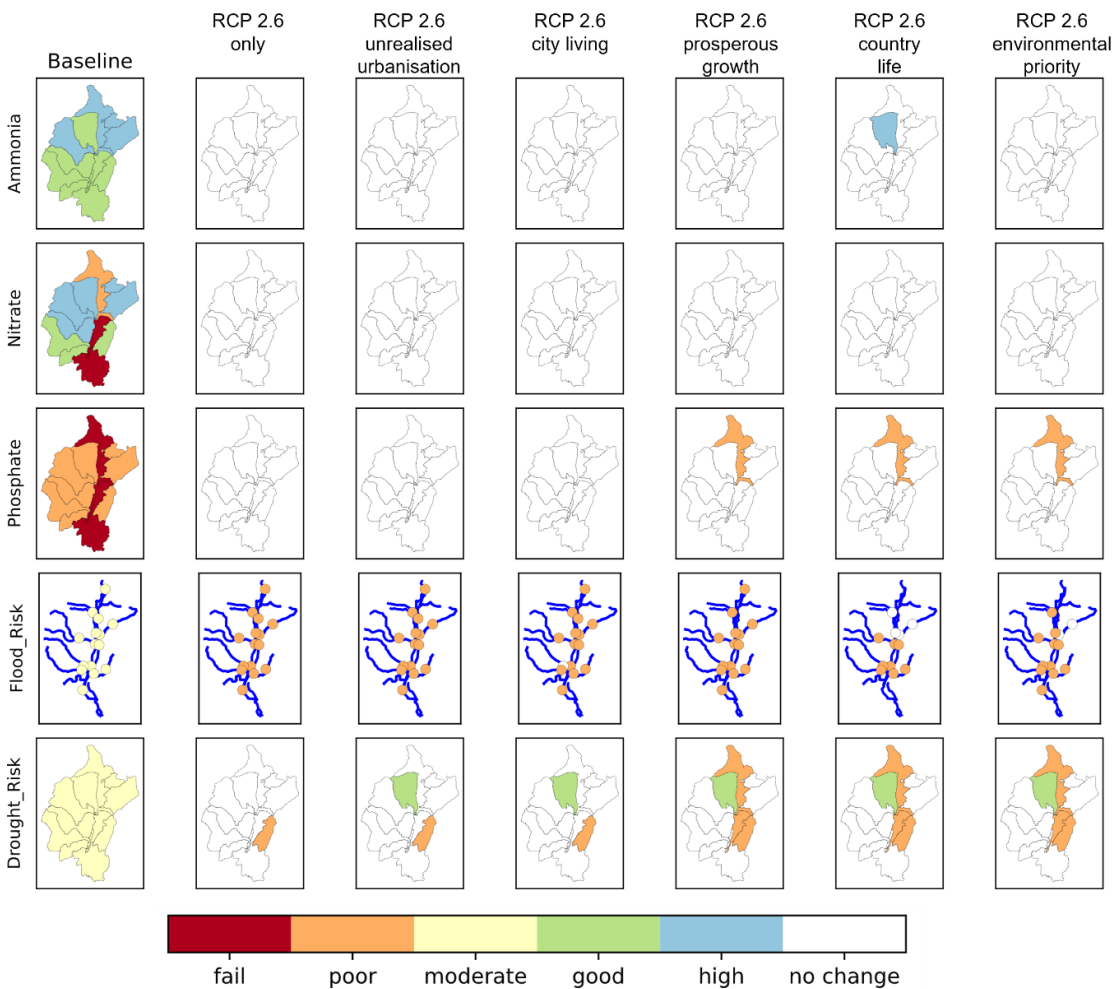 Baseline
RCP 2.6
only
RCP 2.6
unrealised
urbanisation
RCP 2.6
city living
RCP 2.6
prosperous
growth
RCP 2.6
country
life
RCP 2.6
environmental
priority
Ammonia
Nitrate
Phosphate
Flood_Risk
Drought_Risk
fail
poor
moderate
good
high
no change